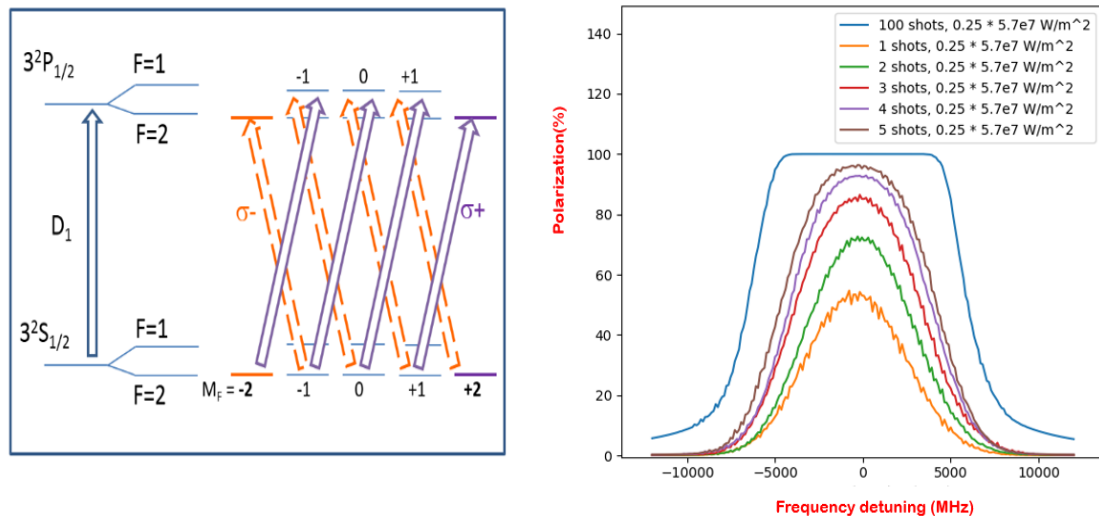 3²P₁/₂
F=1
F=2
D₁
3²S₁/₂
F=1
F=2
-1 0 +1
σ-
σ+
M_F = -2 -1 0 +1 +2
Polarization(%)
140
120
100
80
60
40
20
0
100 shots, 0.25 * 5.7e7 W/m^2
1 shots, 0.25 * 5.7e7 W/m^2
2 shots, 0.25 * 5.7e7 W/m^2
3 shots, 0.25 * 5.7e7 W/m^2
4 shots, 0.25 * 5.7e7 W/m^2
5 shots, 0.25 * 5.7e7 W/m^2
−10000 −5000 0 5000 10000
Frequency detuning (MHz)